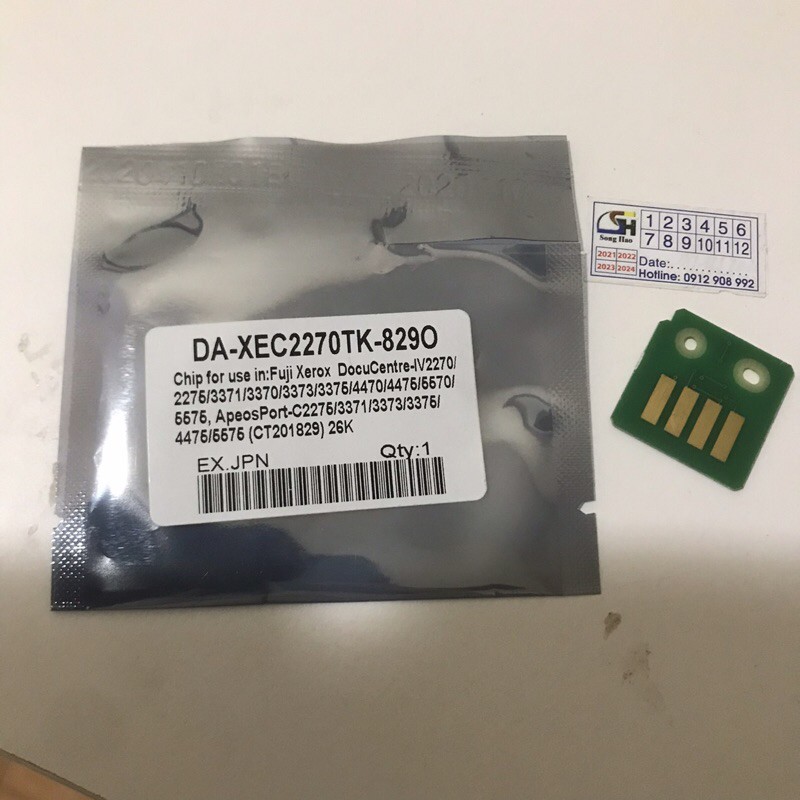 DA-XEC2270TK-829O
Chip for use in:Fuji Xerox DocuCentre-IV2270/
2275/3371/3370/3373/3375/4470/4475/5570/
5575, ApeosPort-C2275/3371/3373/3375/
4475/5575 (CT201829) 26K
EX.JPN Qty:1
SH
Song Hao
1 2 3 4 5 6
7 8 9 10 11 12
2021 2022
2023 2024
Date:............
Hotline: 0912 908 992